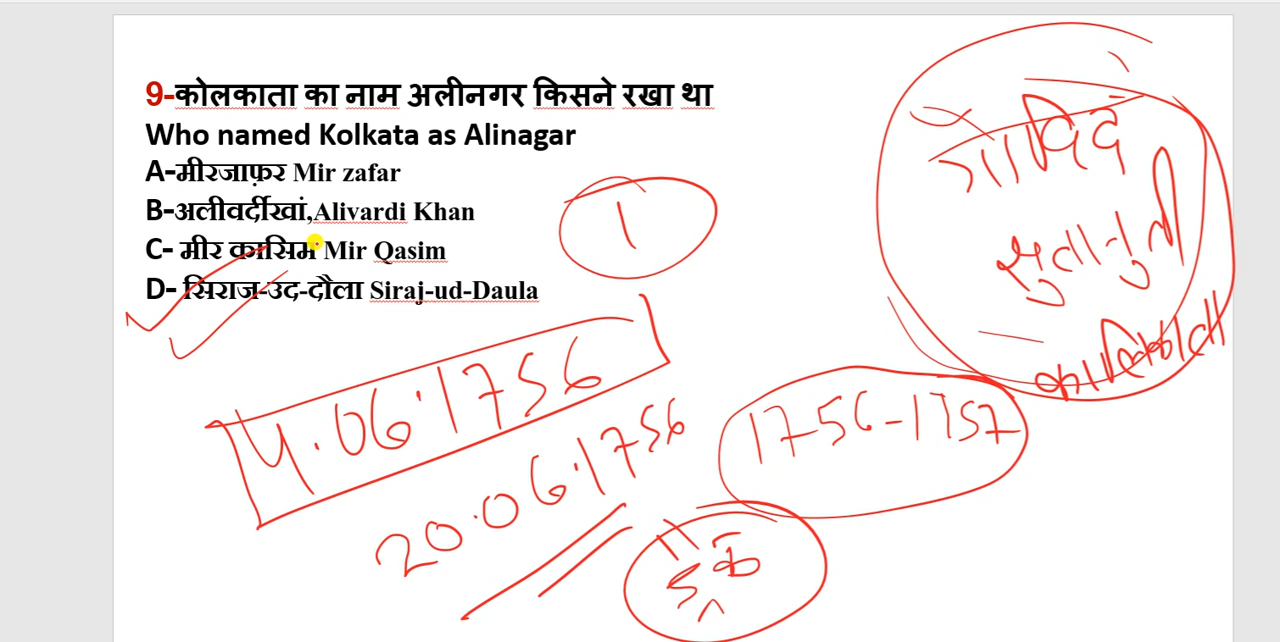 9-कोलकाता का नाम अलीनगर किसने रखा था
Who named Kolkata as Alinagar
A-मीरजाफ़र Mir zafar
B-अलीवर्दीखां,Alivardi Khan
C- मीर कासिम Mir Qasim
D- सिराज-उद-दौला Siraj-ud-Daula
1
गोविंद
सुतानुती
कालिकाता
4.06.1756
20.06.1756
1756-1757